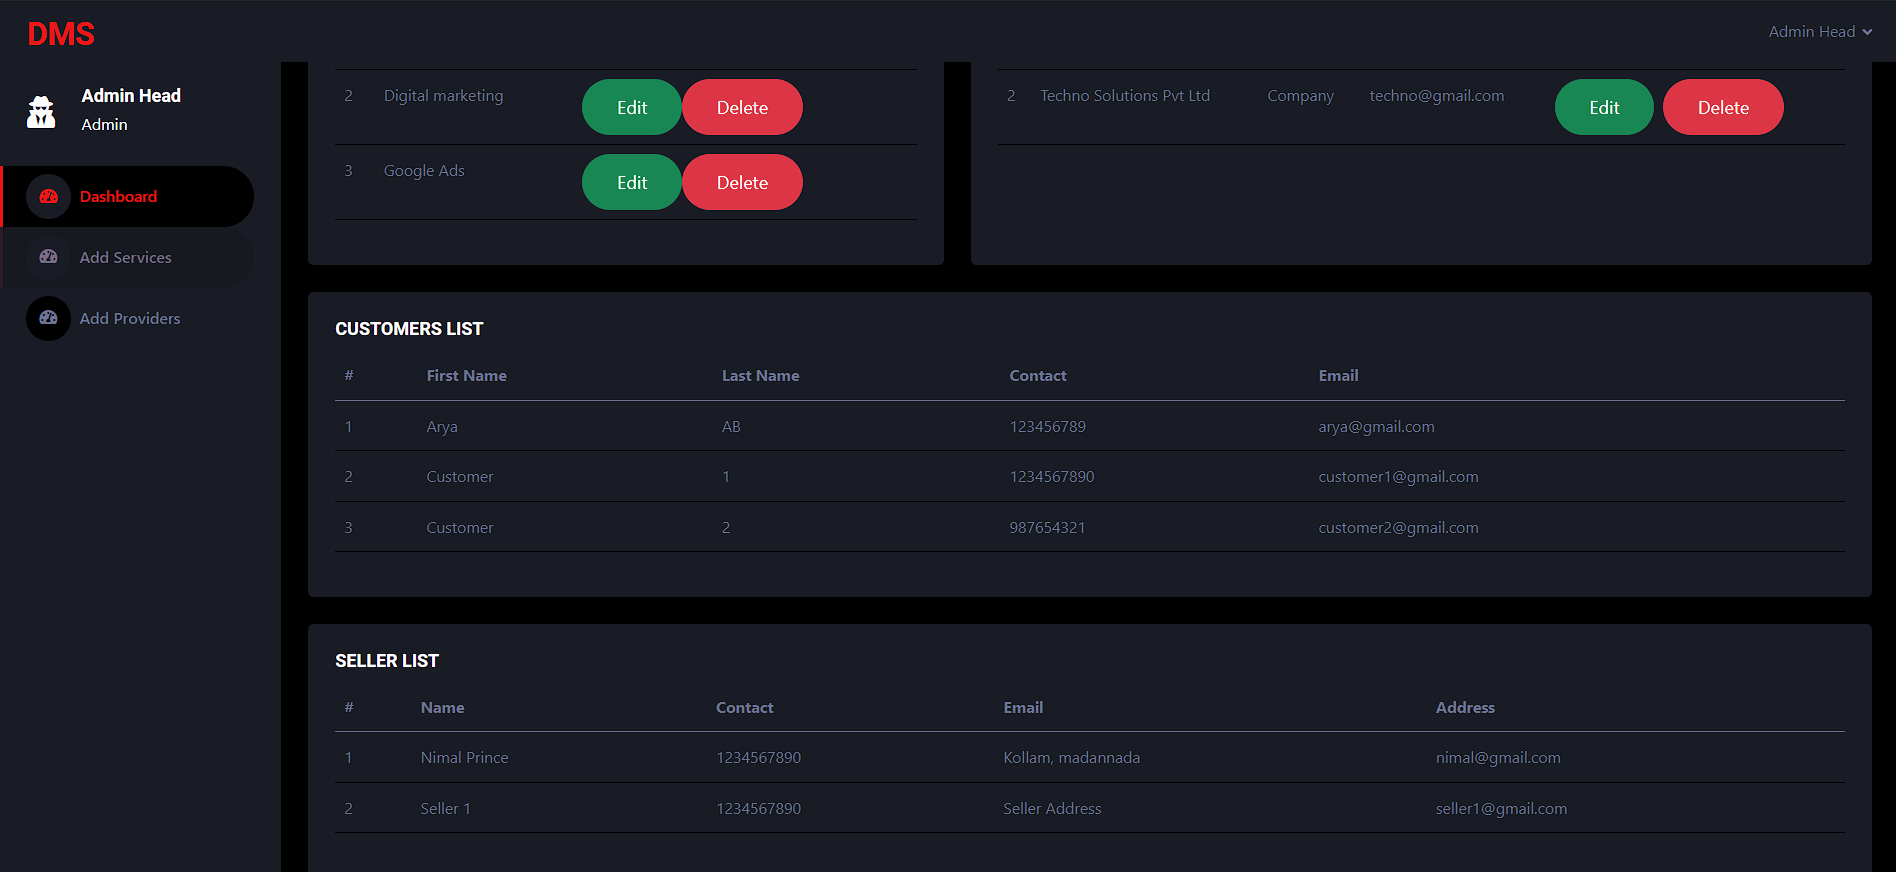 DMS
Admin Head
Admin Head
Admin
Dashboard
Add Services
Add Providers
2 Digital marketing Edit Delete
3 Google Ads Edit Delete
2 Techno Solutions Pvt Ltd Company techno@gmail.com Edit Delete
CUSTOMERS LIST
# First Name Last Name Contact Email
1 Arya AB 123456789 arya@gmail.com
2 Customer 1 1234567890 customer1@gmail.com
3 Customer 2 987654321 customer2@gmail.com
SELLER LIST
# Name Contact Email Address
1 Nimal Prince 1234567890 Kollam, madannada nimal@gmail.com
2 Seller 1 1234567890 Seller Address seller1@gmail.com